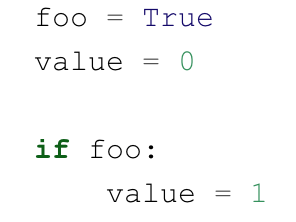 foo = True
value = 0

if foo:
    value = 1